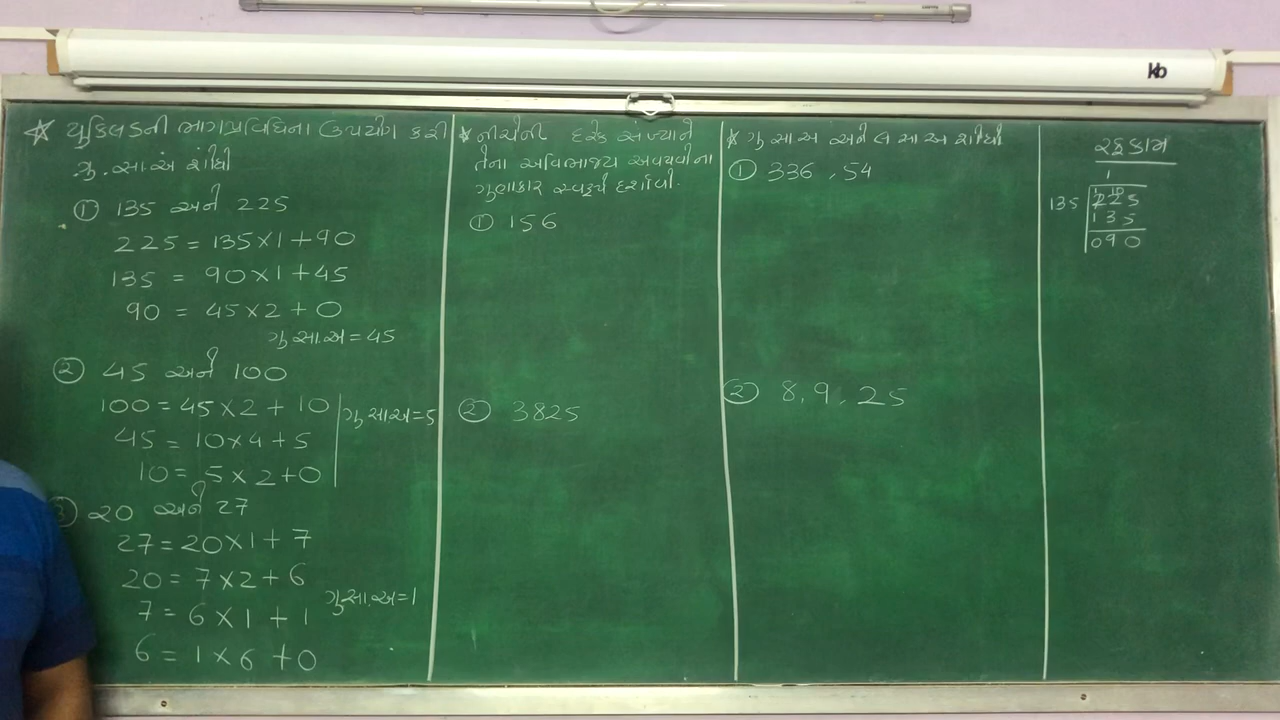 kb
* યુક્લિડની ભાગપ્રવિધિના ઉપયોગ કરી
ગુ.સા.અ શોધો
① 135 અને 225
225 = 135×1+90
135 = 90×1+45
90 = 45×2+0
ગુ.સા.અ=45
② 45 અને 100
100=45×2+10
45=10×4+5
10=5×2+0
ગુ.સા.અ=5
③ 20 અને 27
27=20×1+7
20=7×2+6
7=6×1+1
6=1×6+0
ગુ.સા.અ=1
* નીચેની દરેક સંખ્યાને
તેના અવિભાજ્ય અવયવોના
ગુણાકાર સ્વરૂપે દર્શાવો.
① 156
② 3825
* ગુ.સા.અ અને લ.સા.અ શોધો
① 336,54
② 8,9,25
રફકામ
1
1 10
135 225
135
090